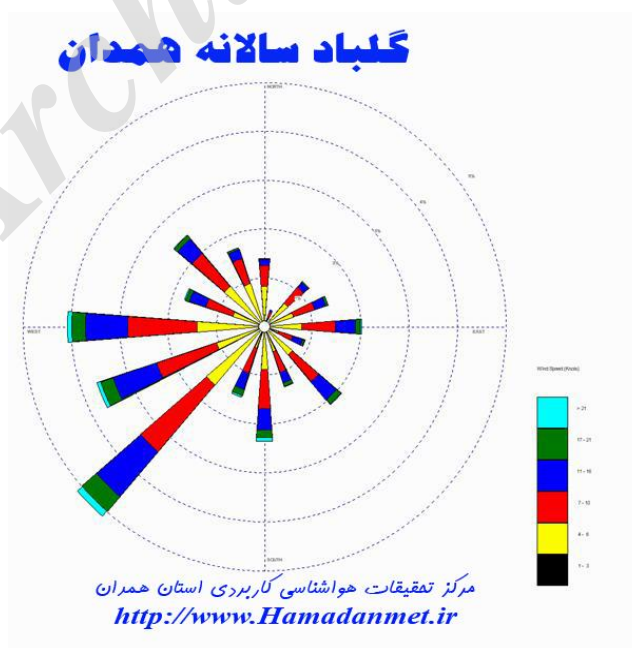 گلباد سالانه همدان
NORTH
WEST
EAST
SOUTH
Wind Speed (Knots)
> 21
17 - 21
11 - 16
7 - 10
4 - 6
1 - 3
مرکز تحقیقات هواشناسی کاربردی استان همدان
http://www.Hamadanmet.ir